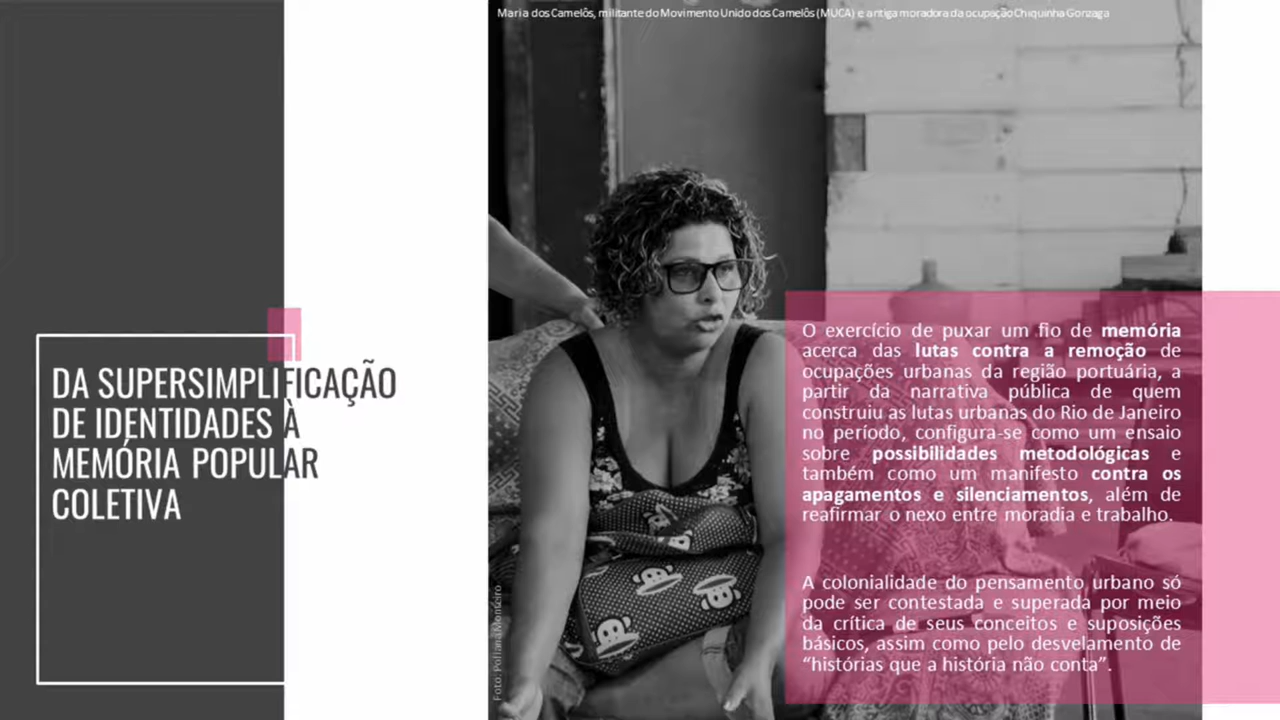 Maria dos Camelôs, militante do Movimento Unido dos Camelôs (MUCA) e antiga moradora da ocupação Chiquinha Gonzaga
DA SUPERSIMPLIFICAÇÃO
DE IDENTIDADES À
MEMÓRIA POPULAR
COLETIVA
O exercício de puxar um fio de memória
acerca das lutas contra a remoção de
ocupações urbanas da região portuária, a
partir da narrativa pública de quem
construiu as lutas urbanas do Rio de Janeiro
no período, configura-se como um ensaio
sobre possibilidades metodológicas e
também como um manifesto contra os
apagamentos e silenciamentos, além de
reafirmar o nexo entre moradia e trabalho.
A colonialidade do pensamento urbano só
pode ser contestada e superada por meio
da crítica de seus conceitos e suposições
básicos, assim como pelo desvelamento de
“histórias que a história não conta”.
Foto: Poliana Monteiro